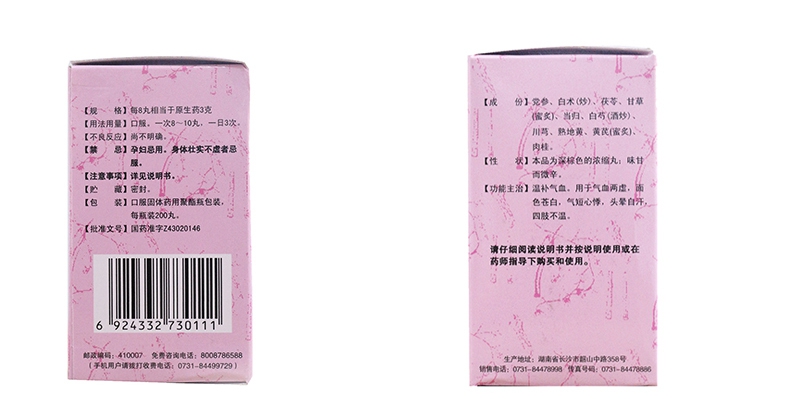 【规　　格】每8丸相当于原生药3克
【用法用量】口服。一次8～10丸，一日3次。
【不良反应】尚不明确。
【禁　　忌】孕妇忌用。身体壮实不虚者忌
服。
【注意事项】详见说明书。
【贮　　藏】密封。
【包　　装】口服固体药用聚酯瓶包装，
每瓶装200丸。
【批准文号】国药准字Z43020146
6 924332 730111
邮政编码：410007　免费咨询电话：8008786588
（手机用户请拨打收费电话：0731-84499729）
【成　　份】党参、白术(炒)、茯苓、甘草
(蜜炙)、当归、白芍(酒炒)、
川芎、熟地黄、黄芪(蜜炙)、
肉桂。
【性　　状】本品为深棕色的浓缩丸；味甘
而微辛。
【功能主治】温补气血。用于气血两虚，面
色苍白，气短心悸，头晕自汗，
四肢不温。
请仔细阅读说明书并按说明使用或在
药师指导下购买和使用。
生产地址：湖南省长沙市韶山中路358号
销售电话：0731-84478998　传真号码：0731-84478886